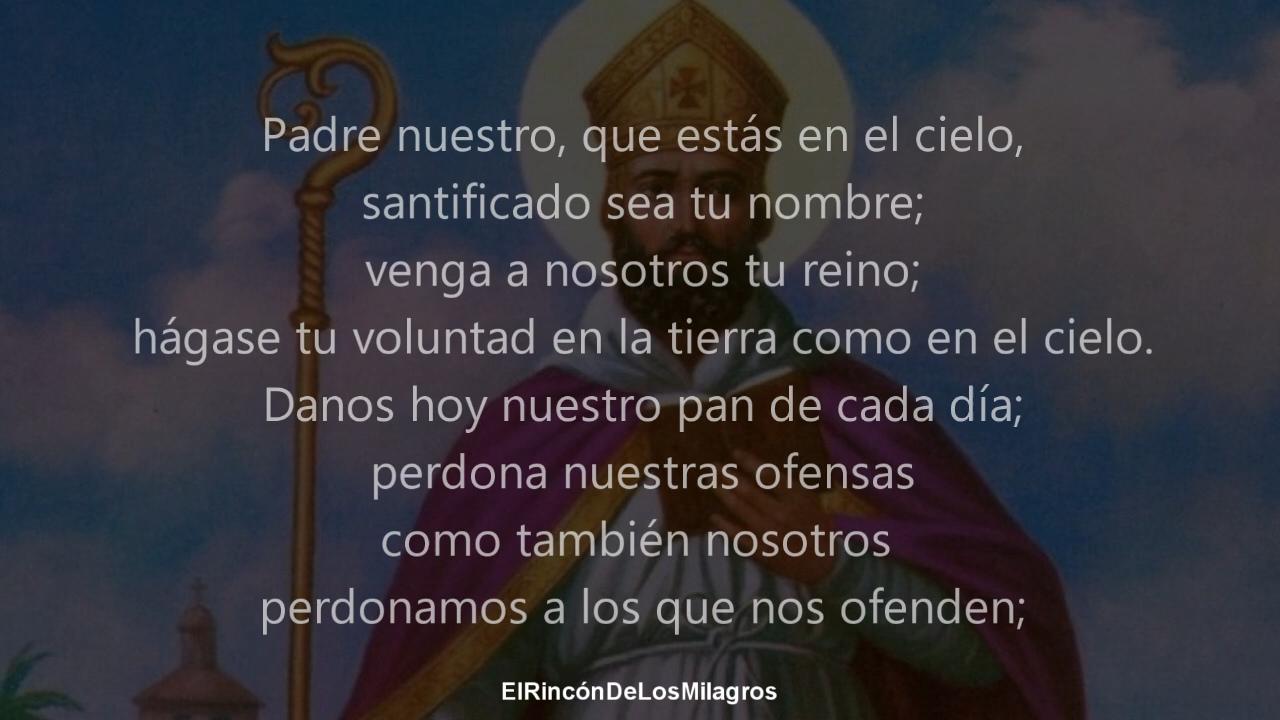 Padre nuestro, que estás en el cielo,
santificado sea tu nombre;
venga a nosotros tu reino;
hágase tu voluntad en la tierra como en el cielo.
Danos hoy nuestro pan de cada día;
perdona nuestras ofensas
como también nosotros
perdonamos a los que nos ofenden;
ElRincónDeLosMilagros